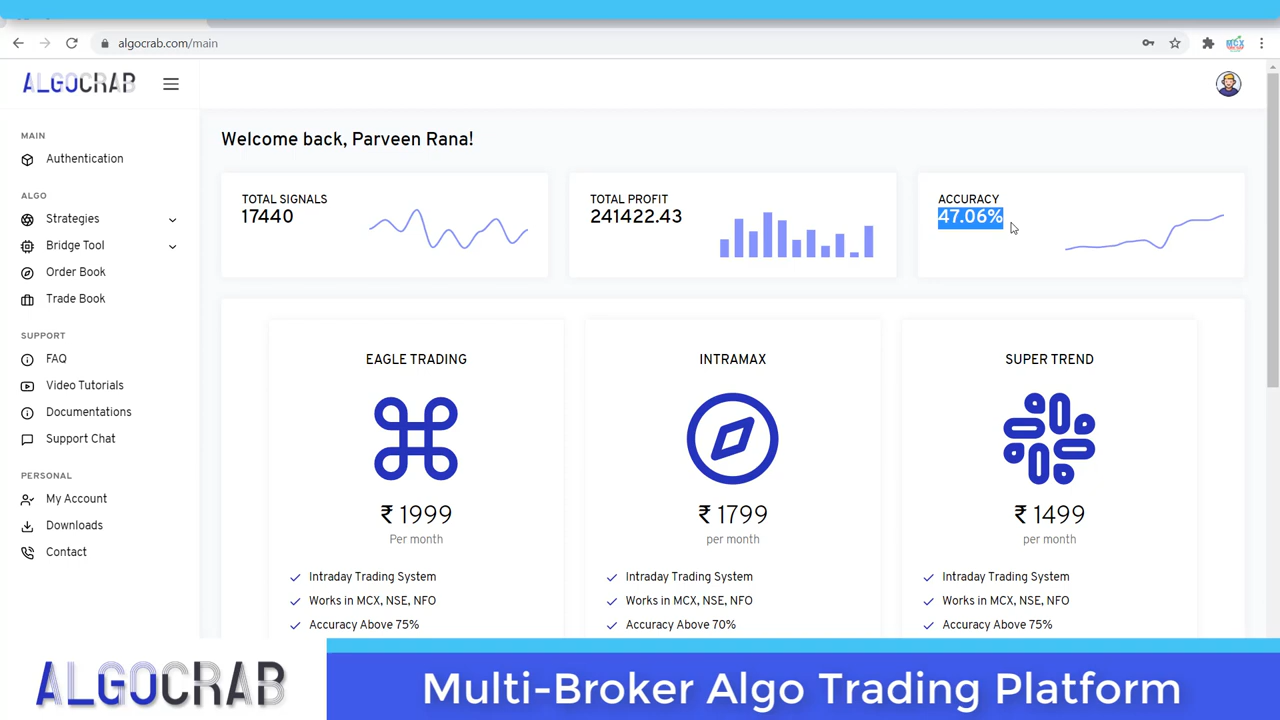 algocrab.com/main
MCX
ALGOCRAB
MAIN
Authentication
ALGO
Strategies
Bridge Tool
Order Book
Trade Book
SUPPORT
FAQ
Video Tutorials
Documentations
Support Chat
PERSONAL
My Account
Downloads
Contact
Welcome back, Parveen Rana!
TOTAL SIGNALS
17440
TOTAL PROFIT
241422.43
ACCURACY
47.06%
EAGLE TRADING
₹ 1999
Per month
Intraday Trading System
Works in MCX, NSE, NFO
Accuracy Above 75%
INTRAMAX
₹ 1799
per month
Intraday Trading System
Works in MCX, NSE, NFO
Accuracy Above 70%
SUPER TREND
₹ 1499
per month
Intraday Trading System
Works in MCX, NSE, NFO
Accuracy Above 75%
ALGOCRAB
Multi-Broker Algo Trading Platform